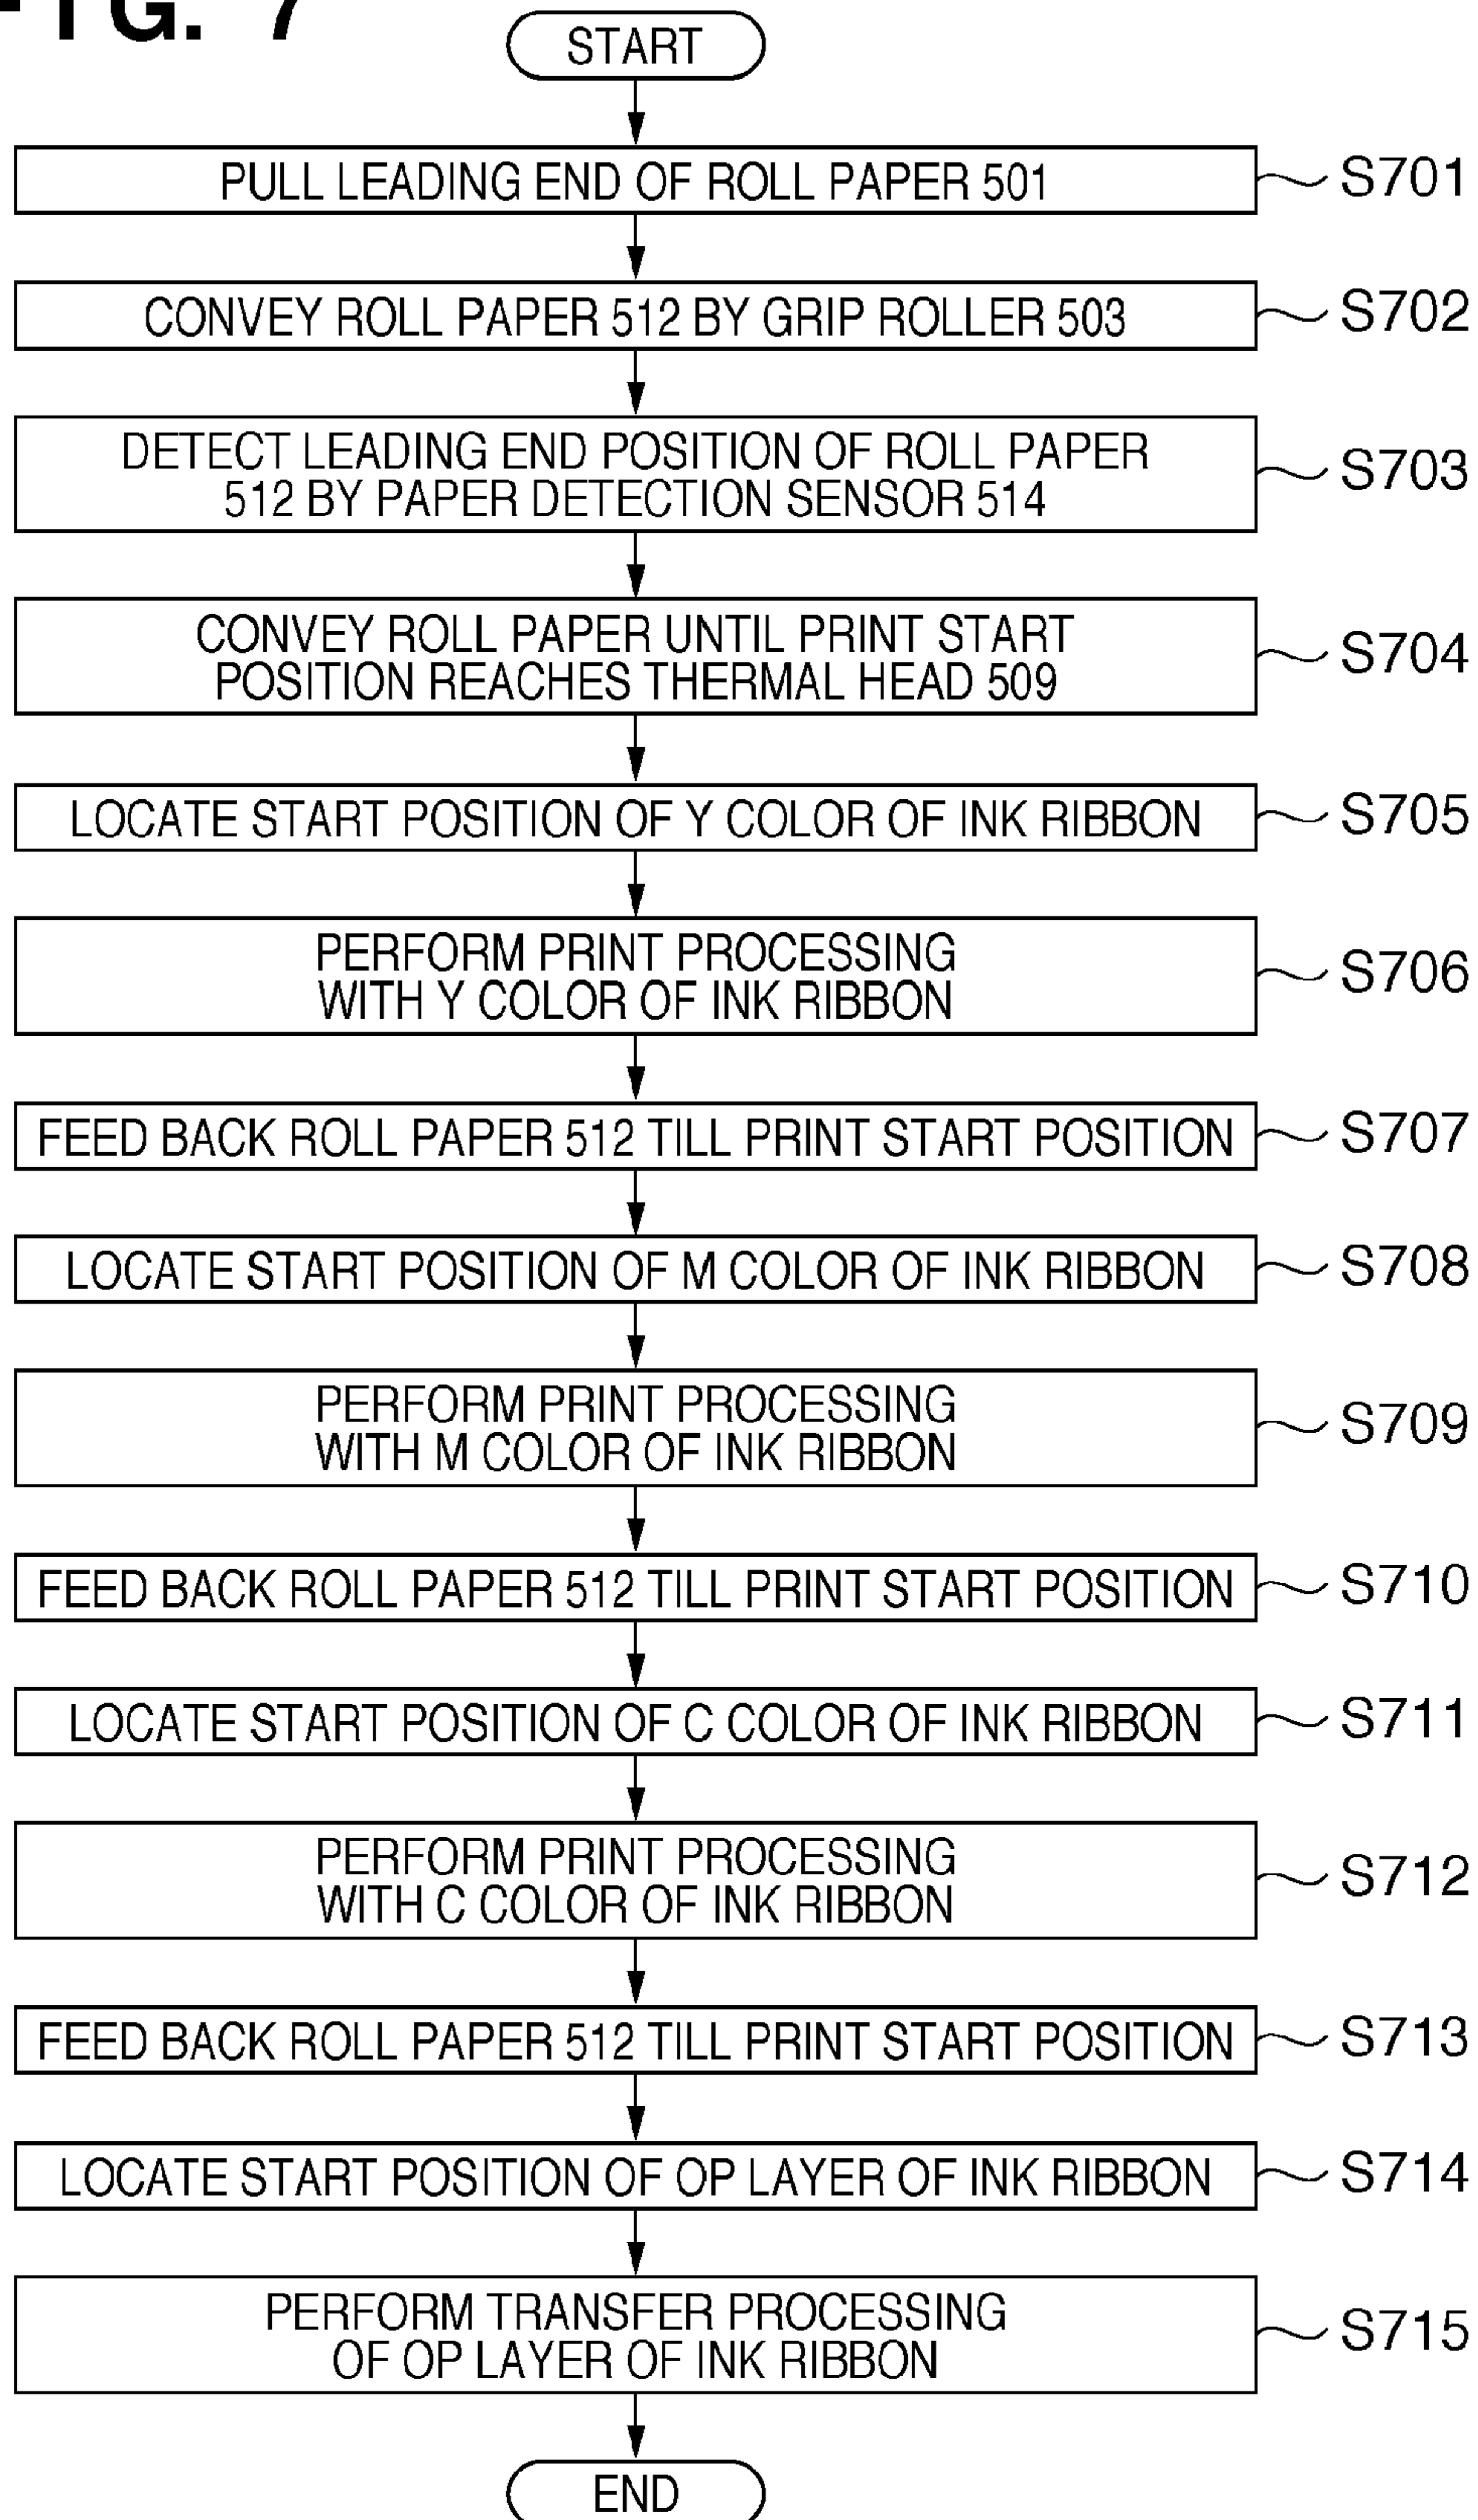 FIG. 7
START
PULL LEADING END OF ROLL PAPER 501
S701
CONVEY ROLL PAPER 512 BY GRIP ROLLER 503
S702
DETECT LEADING END POSITION OF ROLL PAPER
512 BY PAPER DETECTION SENSOR 514
S703
CONVEY ROLL PAPER UNTIL PRINT START
POSITION REACHES THERMAL HEAD 509
S704
LOCATE START POSITION OF Y COLOR OF INK RIBBON
S705
PERFORM PRINT PROCESSING
WITH Y COLOR OF INK RIBBON
S706
FEED BACK ROLL PAPER 512 TILL PRINT START POSITION
S707
LOCATE START POSITION OF M COLOR OF INK RIBBON
S708
PERFORM PRINT PROCESSING
WITH M COLOR OF INK RIBBON
S709
FEED BACK ROLL PAPER 512 TILL PRINT START POSITION
S710
LOCATE START POSITION OF C COLOR OF INK RIBBON
S711
PERFORM PRINT PROCESSING
WITH C COLOR OF INK RIBBON
S712
FEED BACK ROLL PAPER 512 TILL PRINT START POSITION
S713
LOCATE START POSITION OF OP LAYER OF INK RIBBON
S714
PERFORM TRANSFER PROCESSING
OF OP LAYER OF INK RIBBON
S715
END